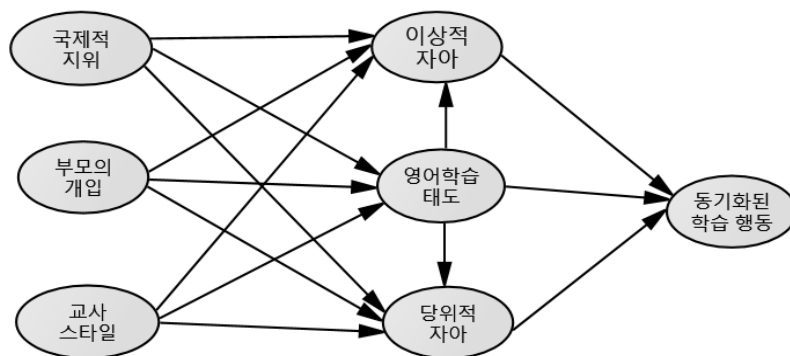 국제적
지위
이상적
자아
부모의
개입
영어학습
태도
동기화된
학습 행동
교사
스타일
당위적
자아